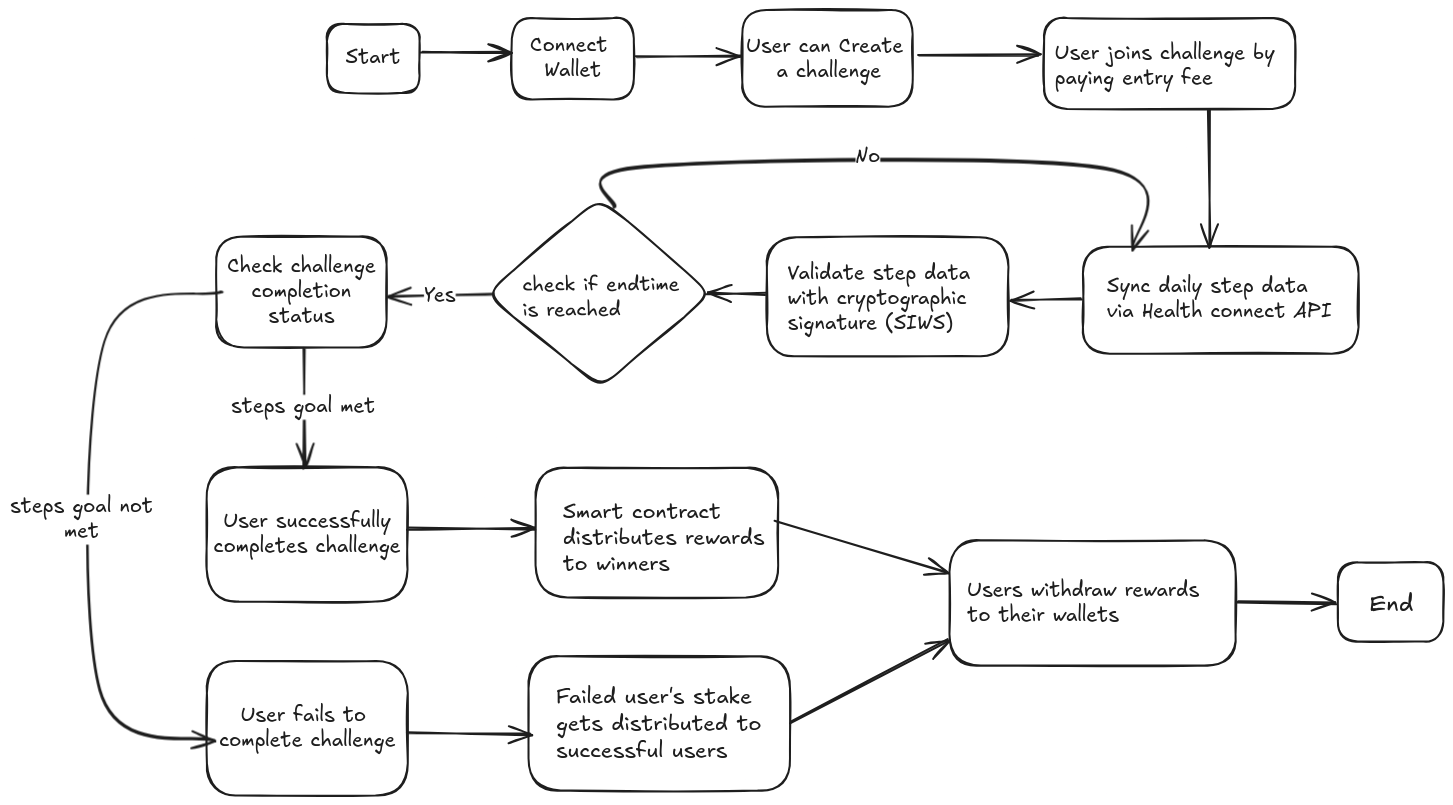 Start
Connect
Wallet
User can Create
a challenge
User joins challenge by
paying entry fee
No
Check challenge
completion
status
Yes
check if endtime
is reached
Validate step data
with cryptographic
signature (SIWS)
Sync daily step data
via Health connect API
steps goal met
steps goal not
met
User successfully
completes challenge
Smart contract
distributes rewards
to winners
Users withdraw rewards
to their wallets
End
User fails to
complete challenge
Failed user's stake
gets distributed to
successful users